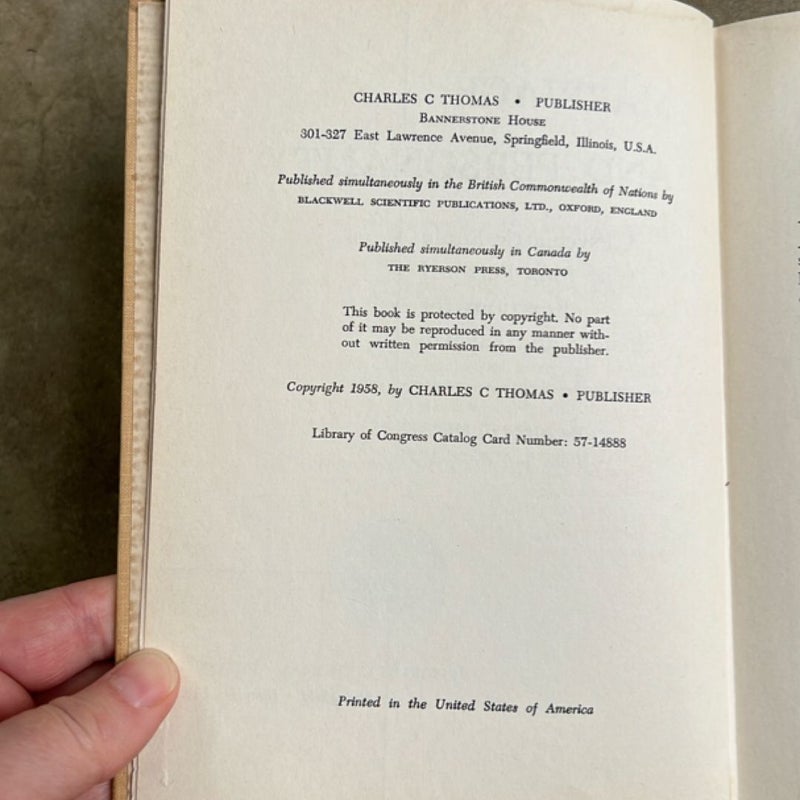 CHARLES C THOMAS • PUBLISHER
BANNERSTONE HOUSE
301-327 East Lawrence Avenue, Springfield, Illinois, U.S.A.
Published simultaneously in the British Commonwealth of Nations by
BLACKWELL SCIENTIFIC PUBLICATIONS, LTD., OXFORD, ENGLAND
Published simultaneously in Canada by
THE RYERSON PRESS, TORONTO
This book is protected by copyright. No part
of it may be reproduced in any manner with-
out written permission from the publisher.
Copyright 1958, by CHARLES C THOMAS • PUBLISHER
Library of Congress Catalog Card Number: 57-14888
Printed in the United States of America